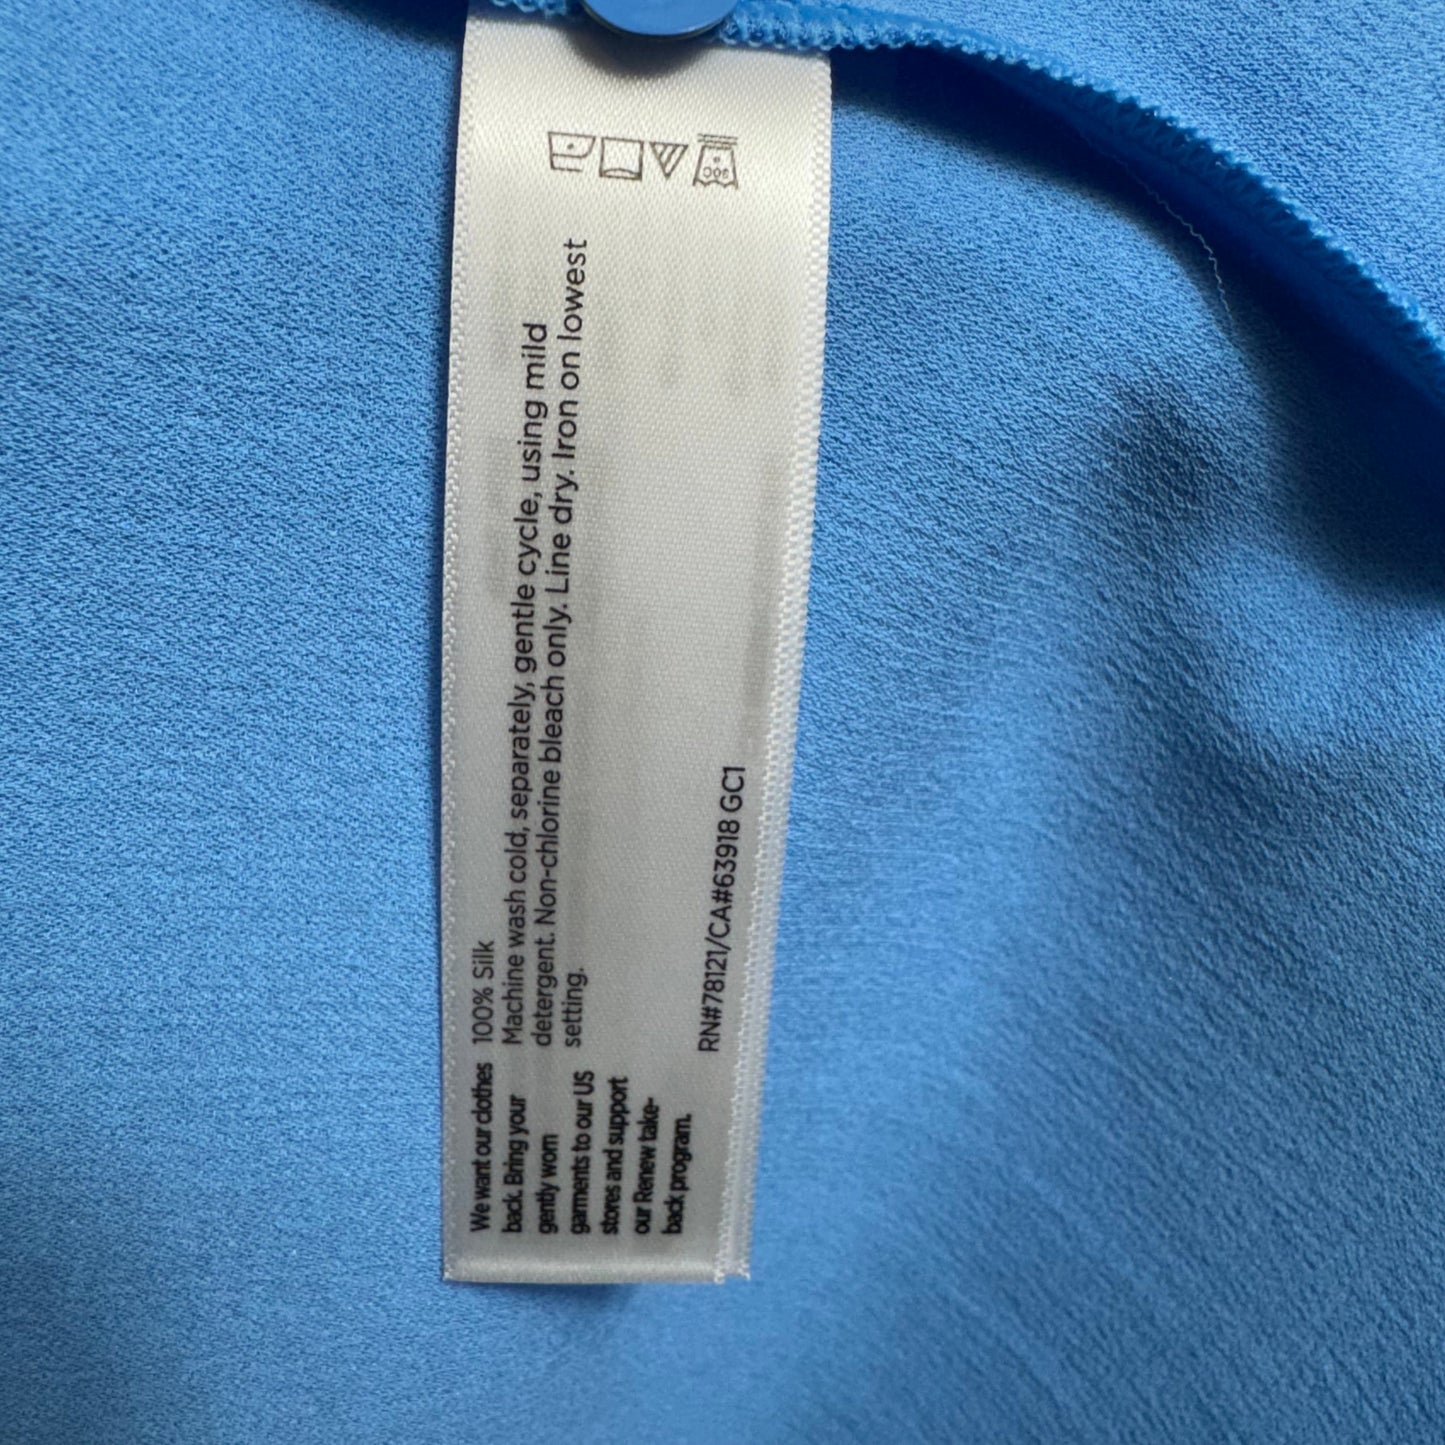 We want our clothes
back. Bring your
gently worn
garments to our US
stores and support
our Renew take-
back program.
100% Silk
Machine wash cold, separately, gentle cycle, using mild
detergent. Non-chlorine bleach only. Line dry. Iron on lowest
setting.
RN#78121/CA#63918 GC1
30C